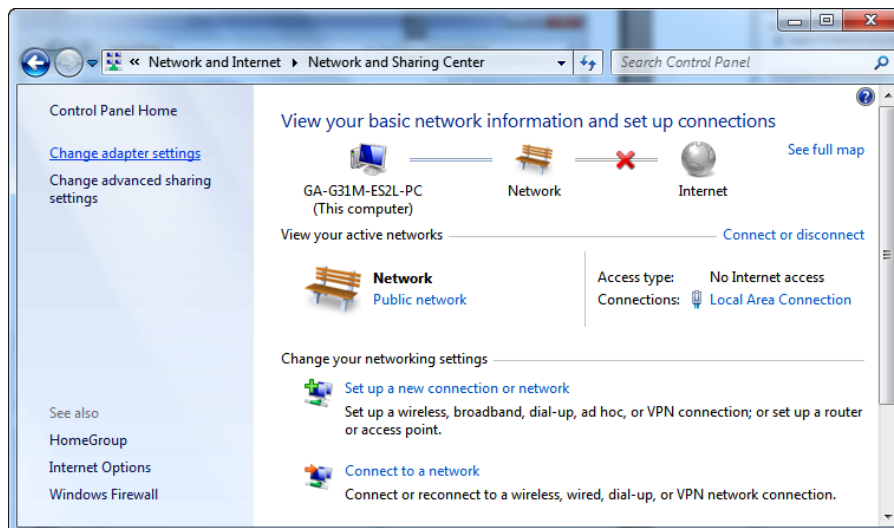 « Network and Internet ▸ Network and Sharing Center
Search Control Panel
Control Panel Home
Change adapter settings
Change advanced sharing
settings
See also
HomeGroup
Internet Options
Windows Firewall
View your basic network information and set up connections
See full map
GA-G31M-ES2L-PC
(This computer)
Network
Internet
View your active networks
Connect or disconnect
Network
Public network
Access type: No Internet access
Connections: Local Area Connection
Change your networking settings
Set up a new connection or network
Set up a wireless, broadband, dial-up, ad hoc, or VPN connection; or set up a router
or access point.
Connect to a network
Connect or reconnect to a wireless, wired, dial-up, or VPN network connection.